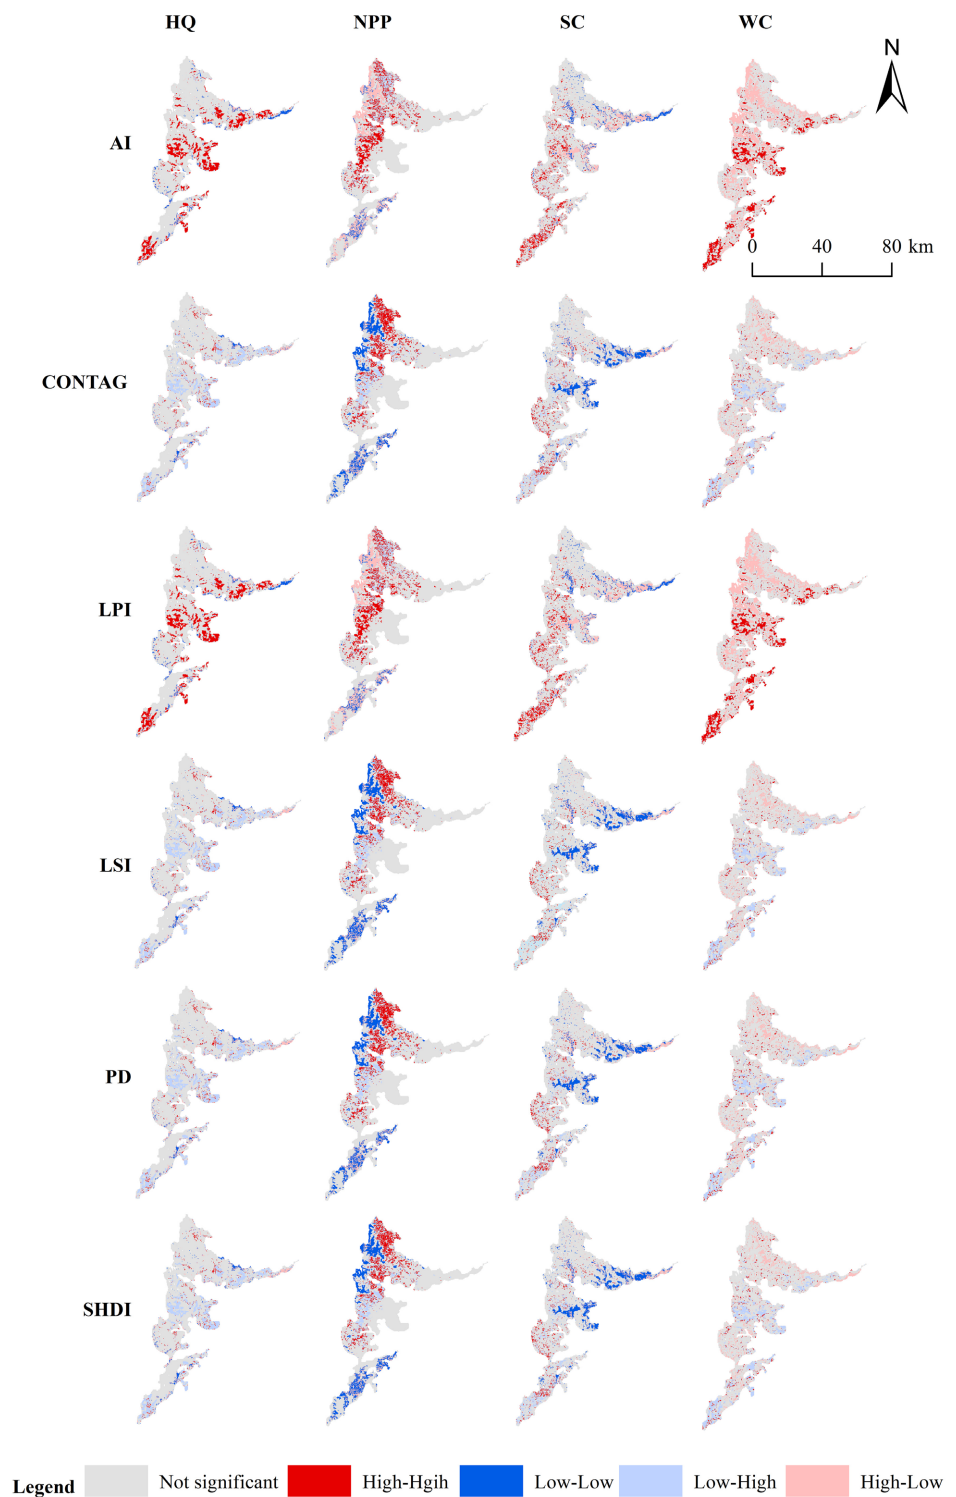 HQ NPP SC WC
N
AI
0 40 80 km
CONTAG
LPI
LSI
PD
SHDI
Legend Not significant High-Hgih Low-Low Low-High High-Low